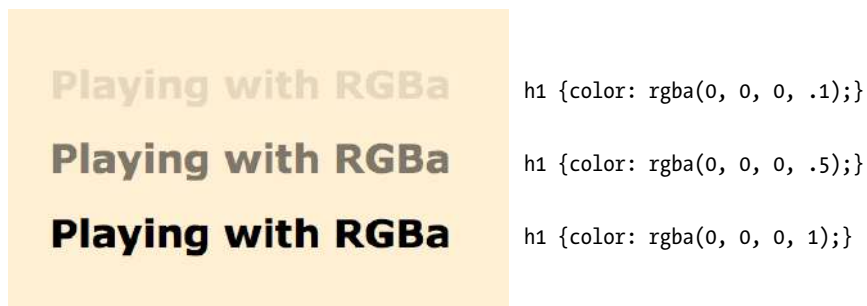 Playing with RGBa h1 {color: rgba(0, 0, 0, .1);}
Playing with RGBa h1 {color: rgba(0, 0, 0, .5);}
Playing with RGBa h1 {color: rgba(0, 0, 0, 1);}